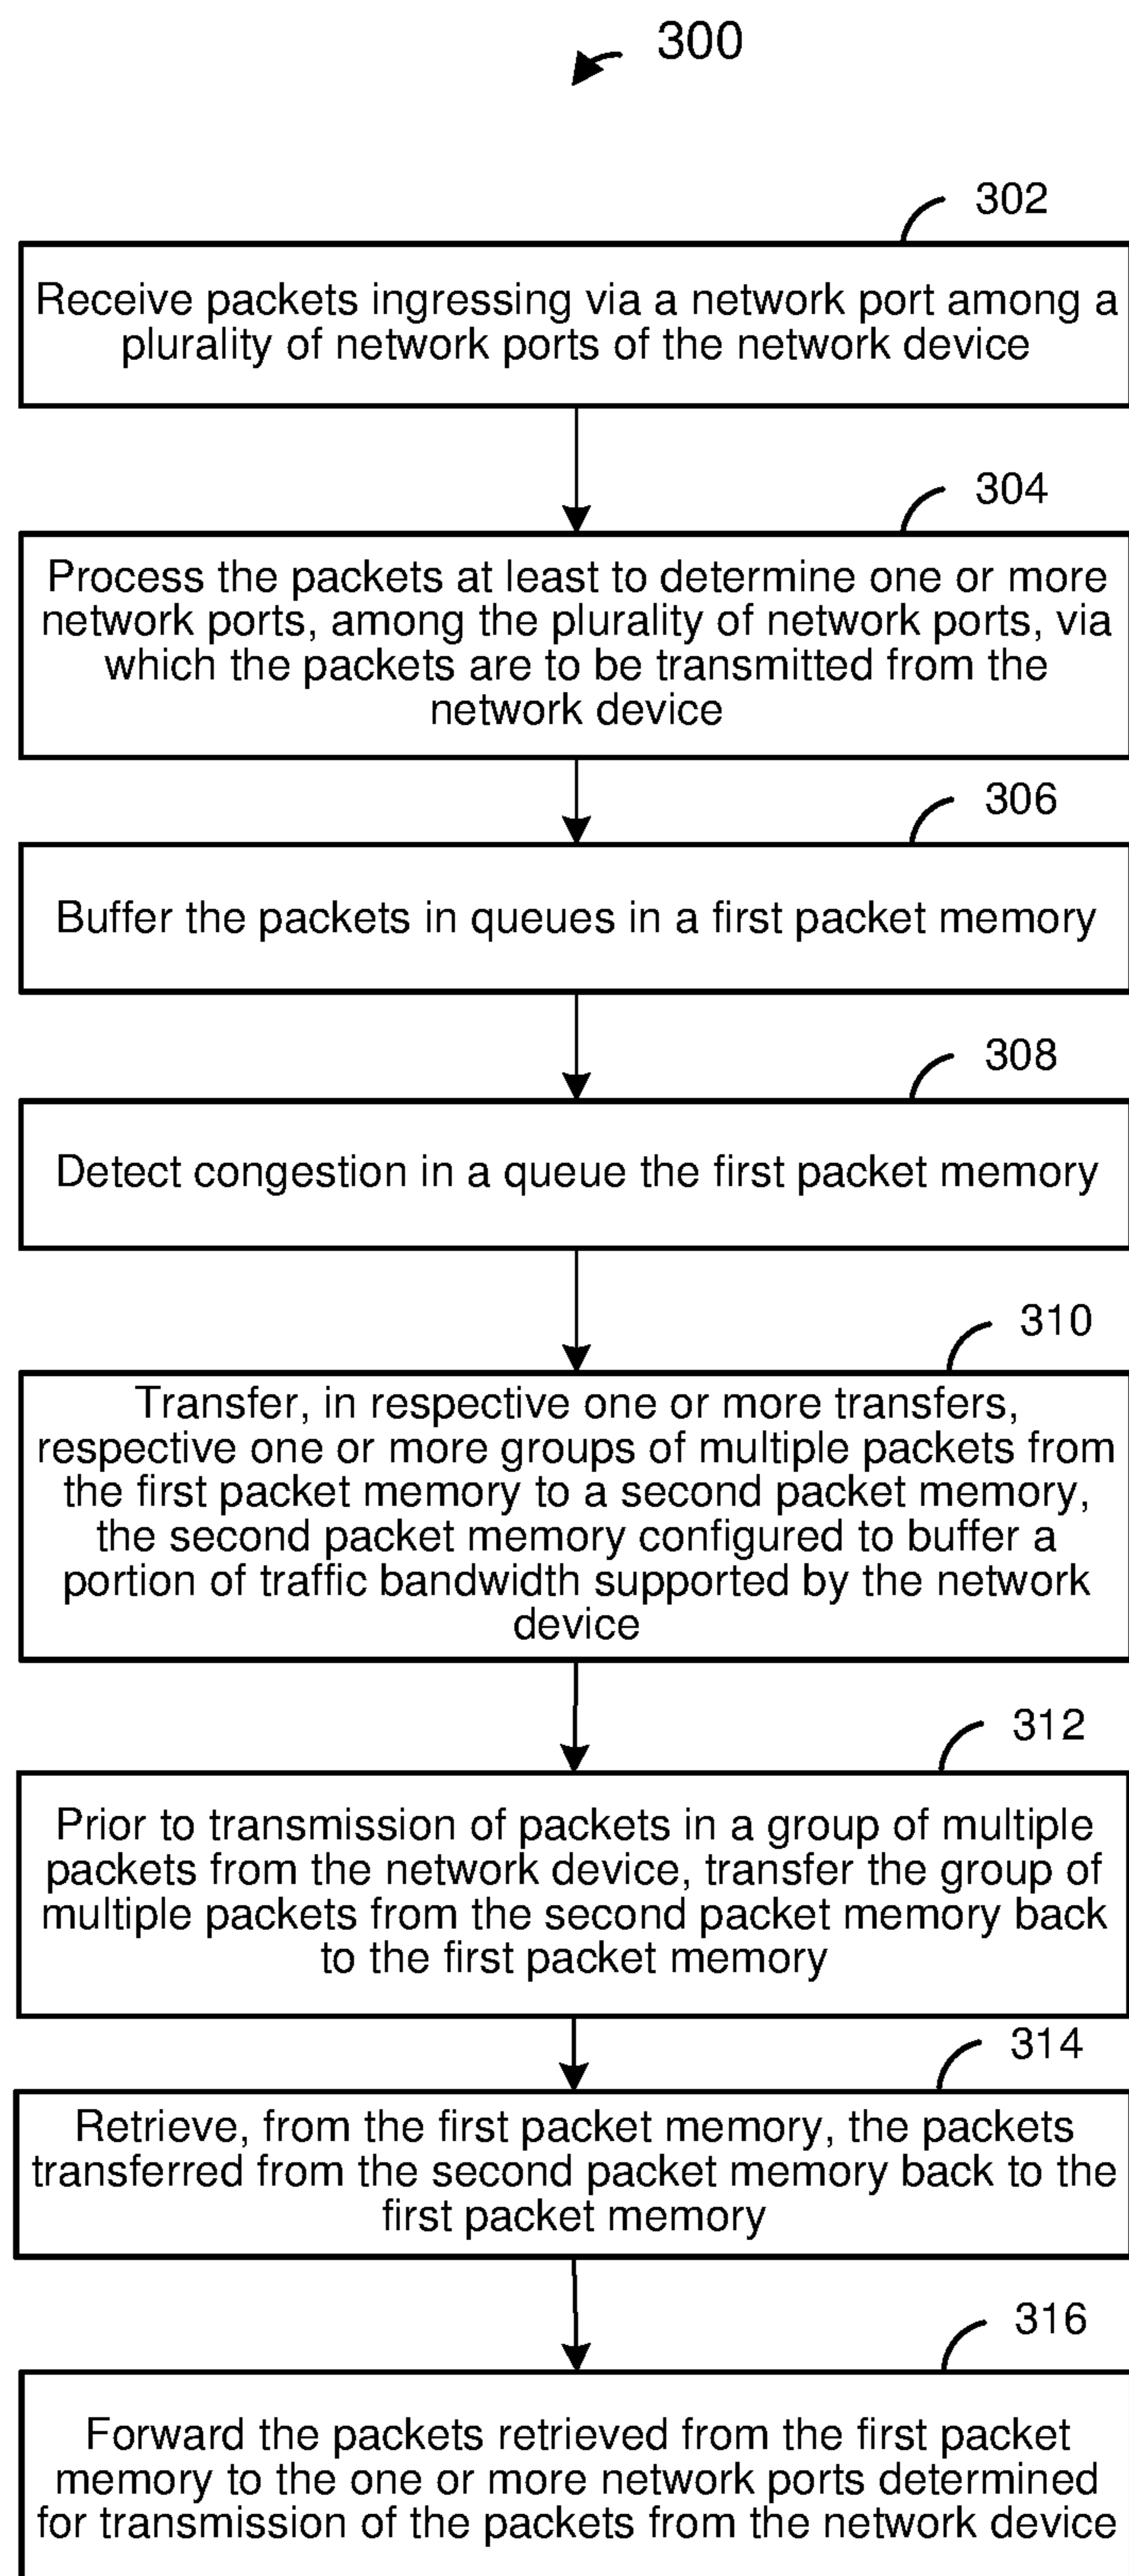 300
302
Receive packets ingressing via a network port among a
plurality of network ports of the network device
304
Process the packets at least to determine one or more
network ports, among the plurality of network ports, via
which the packets are to be transmitted from the
network device
306
Buffer the packets in queues in a first packet memory
308
Detect congestion in a queue the first packet memory
310
Transfer, in respective one or more transfers,
respective one or more groups of multiple packets from
the first packet memory to a second packet memory,
the second packet memory configured to buffer a
portion of traffic bandwidth supported by the network
device
312
Prior to transmission of packets in a group of multiple
packets from the network device, transfer the group of
multiple packets from the second packet memory back
to the first packet memory
314
Retrieve, from the first packet memory, the packets
transferred from the second packet memory back to the
first packet memory
316
Forward the packets retrieved from the first packet
memory to the one or more network ports determined
for transmission of the packets from the network device